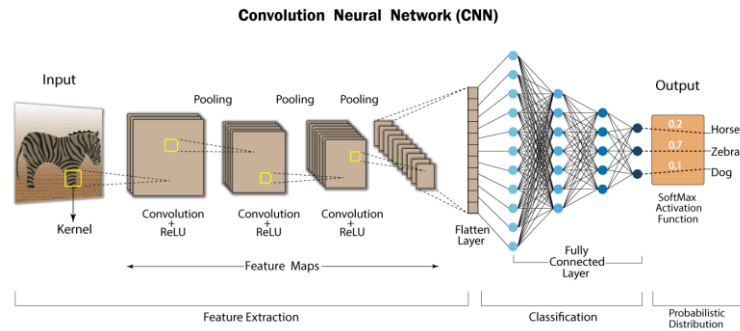 Convolution Neural Network (CNN)
Input
Pooling
Pooling
Pooling
Output
0.2
Horse
0.7
Zebra
0.1
Dog
Kernel
Convolution
+
ReLU
Convolution
+
ReLU
Convolution
+
ReLU
Flatten
Layer
SoftMax
Activation
Function
Feature Maps
Fully
Connected
Layer
Feature Extraction
Classification
Probabilistic
Distribution